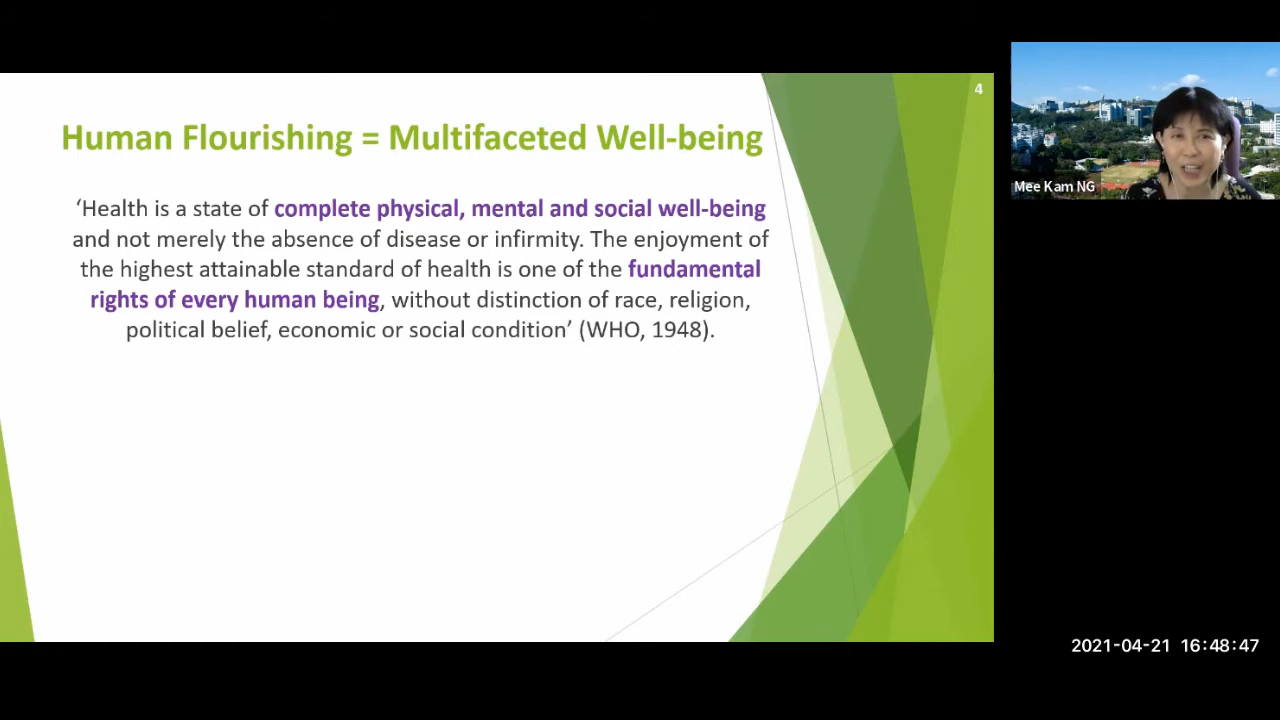 4
Human Flourishing = Multifaceted Well-being
‘Health is a state of complete physical, mental and social well-being
and not merely the absence of disease or infirmity. The enjoyment of
the highest attainable standard of health is one of the fundamental
rights of every human being, without distinction of race, religion,
political belief, economic or social condition’ (WHO, 1948).
Mee Kam NG
2021-04-21 16:48:47